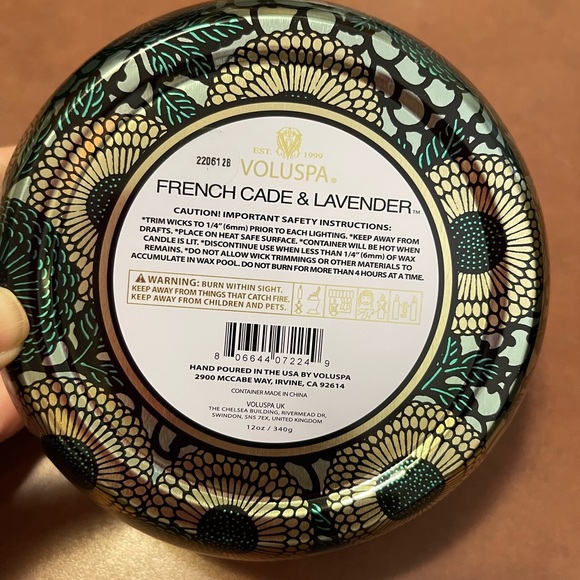 220612B
EST. 1999
VOLUSPA®
FRENCH CADE & LAVENDER™
CAUTION! IMPORTANT SAFETY INSTRUCTIONS:
*TRIM WICKS TO 1/4" (6mm) PRIOR TO EACH LIGHTING. *KEEP AWAY FROM
DRAFTS. *PLACE ON HEAT SAFE SURFACE. *CONTAINER WILL BE HOT WHEN
CANDLE IS LIT. *DISCONTINUE USE WHEN LESS THAN 1/4" (6mm) OF WAX
REMAINS. *DO NOT ALLOW WICK TRIMMINGS OR OTHER MATERIALS TO
ACCUMULATE IN WAX POOL. DO NOT BURN FOR MORE THAN 4 HOURS AT A TIME.
WARNING: BURN WITHIN SIGHT.
KEEP AWAY FROM THINGS THAT CATCH FIRE.
KEEP AWAY FROM CHILDREN AND PETS.
8 06644 07224 9
HAND POURED IN THE USA BY VOLUSPA
2900 MCCABE WAY, IRVINE, CA 92614
CONTAINER MADE IN CHINA
VOLUSPA UK
THE CHELSEA BUILDING, RIVERMEAD DR,
SWINDON, SN5 7EX, UNITED KINGDOM
12oz / 340g